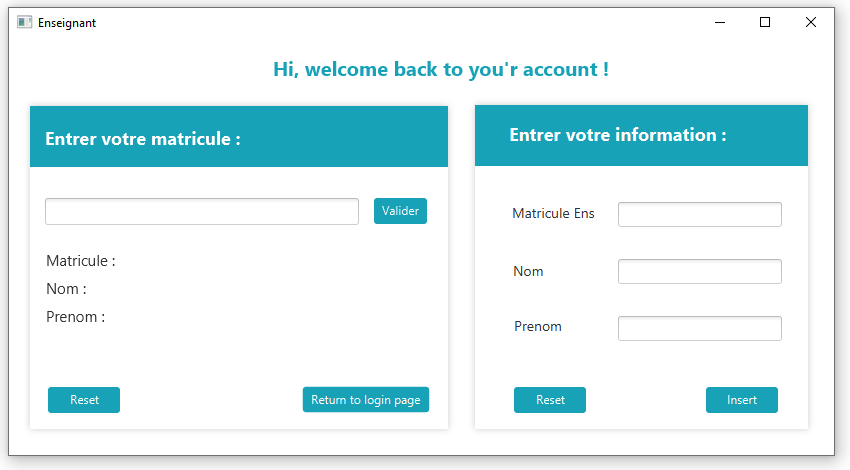 Enseignant
Hi, welcome back to you'r account !
Entrer votre matricule :
Valider
Matricule :
Nom :
Prenom :
Reset
Return to login page
Entrer votre information :
Matricule Ens
Nom
Prenom
Reset
Insert